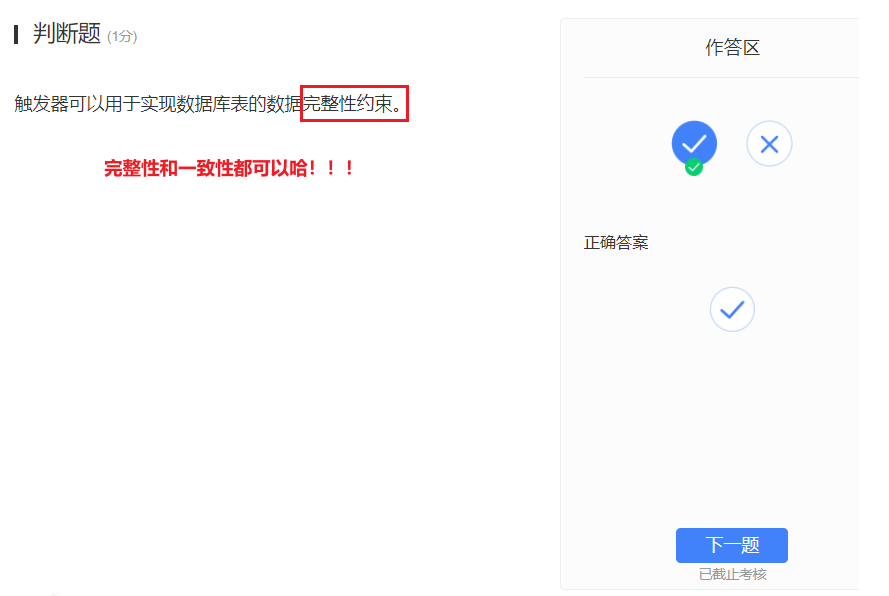 判断题 (1分)
触发器可以用于实现数据库表的数据完整性约束。
完整性和一致性都可以哈！！！
作答区
正确答案
下一题
已截止考核